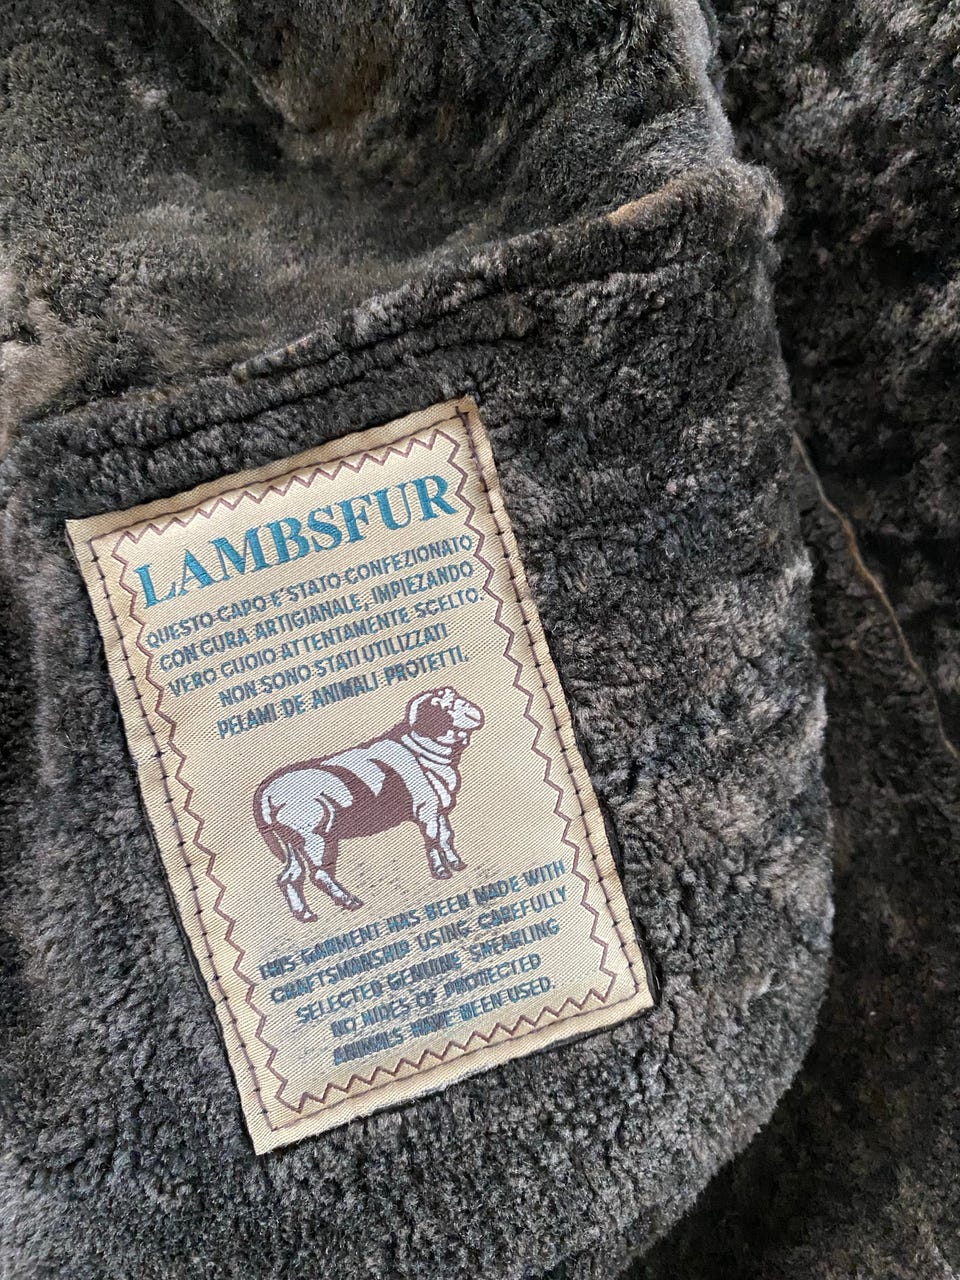 LAMBSFUR
QUESTO CAPO E' STATO CONFEZIONATO
CON CURA ARTIGIANALE, IMPIEZANDO
VERO CUOIO ATTENTAMENTE SCELTO.
NON SONO STATI UTILIZZATI
PELAMI DE ANIMALI PROTETTI.
THIS GARMENT HAS BEEN MADE WITH
CRAFTSMANSHIP USING CAREFULLY
SELECTED GENUINE SHEARLING
NO HIDES OF PROTECTED
ANIMALS HAVE BEEN USED.